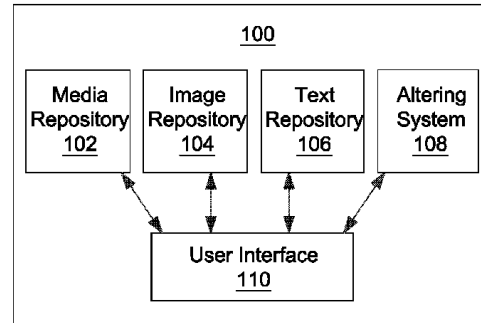 100
Media
Repository
102
Image
Repository
104
Text
Repository
106
Altering
System
108
User Interface
110